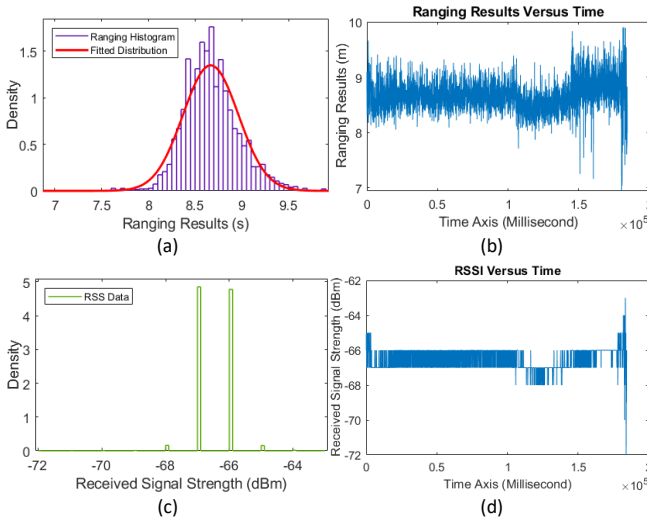 Ranging Histogram
Fitted Distribution
1.5
1
0.5
0
Density
7
7.5
8
8.5
9
9.5
Ranging Results (s)
(a)
Ranging Results Versus Time
10
9
8
7
Ranging Results (m)
0
0.5
1
1.5
2
Time Axis (Millisecond)
×10⁵
(b)
RSS Data
5
4
3
2
1
0
Density
-72
-70
-68
-66
-64
Received Signal Strength (dBm)
(c)
RSSI Versus Time
-62
-64
-66
-68
-70
-72
Received Signal Strength (dBm)
0
0.5
1
1.5
Time Axis (Millisecond)
×10⁵
(d)